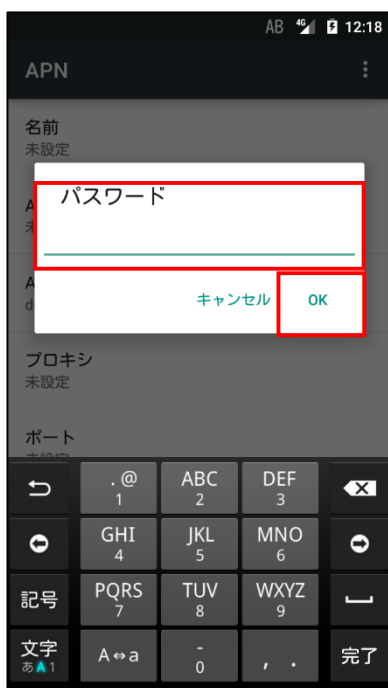 AB 4G 12:18
APN
名前
未設定
パスワード
A
未
A
d
キャンセル OK
プロキシ
未設定
ポート
. @ ABC DEF
1 2 3
GHI JKL MNO
4 5 6
記号 PQRS TUV WXYZ
7 8 9
文字 A⇔a - , . 完了
あA1 0